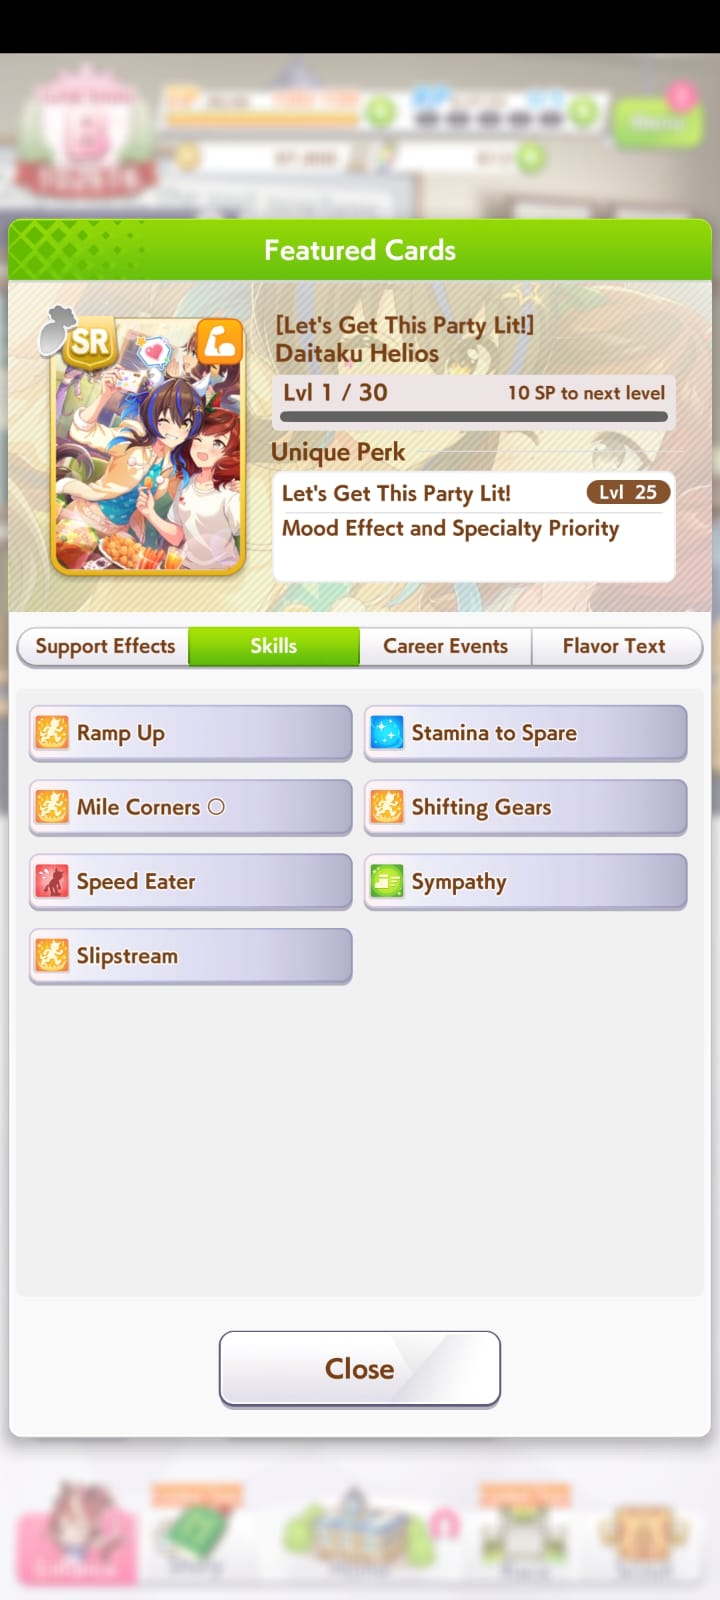 Featured Cards
SR
[Let's Get This Party Lit!]
Daitaku Helios
Lvl 1 / 30
10 SP to next level
Unique Perk
Let's Get This Party Lit!
Lvl 25
Mood Effect and Specialty Priority
Support Effects
Skills
Career Events
Flavor Text
Ramp Up
Stamina to Spare
Mile Corners ○
Shifting Gears
Speed Eater
Sympathy
Slipstream
Close